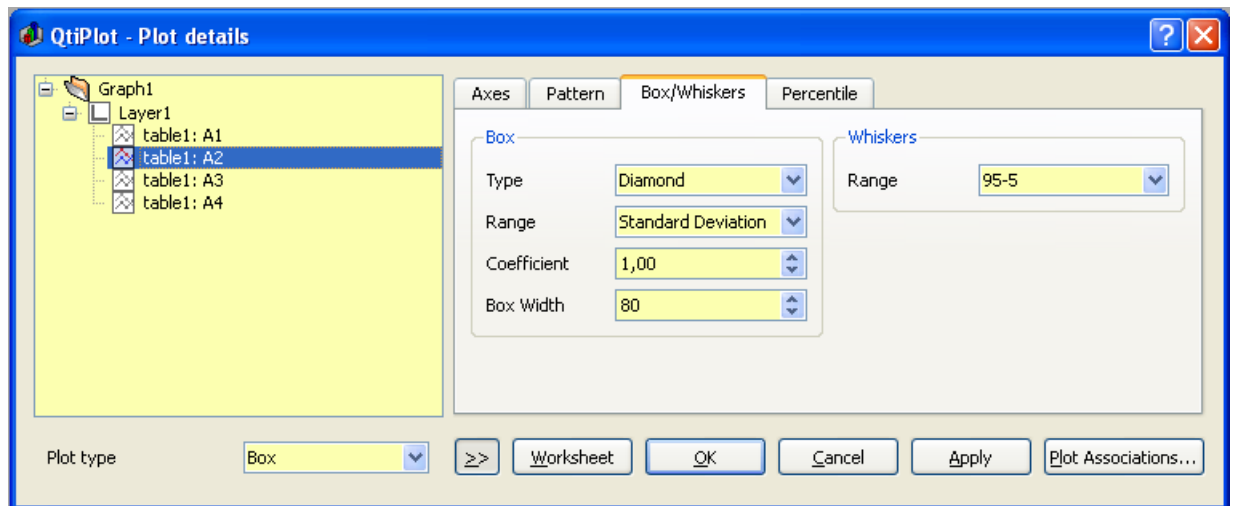 QtiPlot - Plot details
Graph1
Layer1
table1: A1
table1: A2
table1: A3
table1: A4
Axes
Pattern
Box/Whiskers
Percentile
Box
Type
Diamond
Range
Standard Deviation
Coefficient
1,00
Box Width
80
Whiskers
Range
95-5
Plot type
Box
>>
Worksheet
OK
Cancel
Apply
Plot Associations...